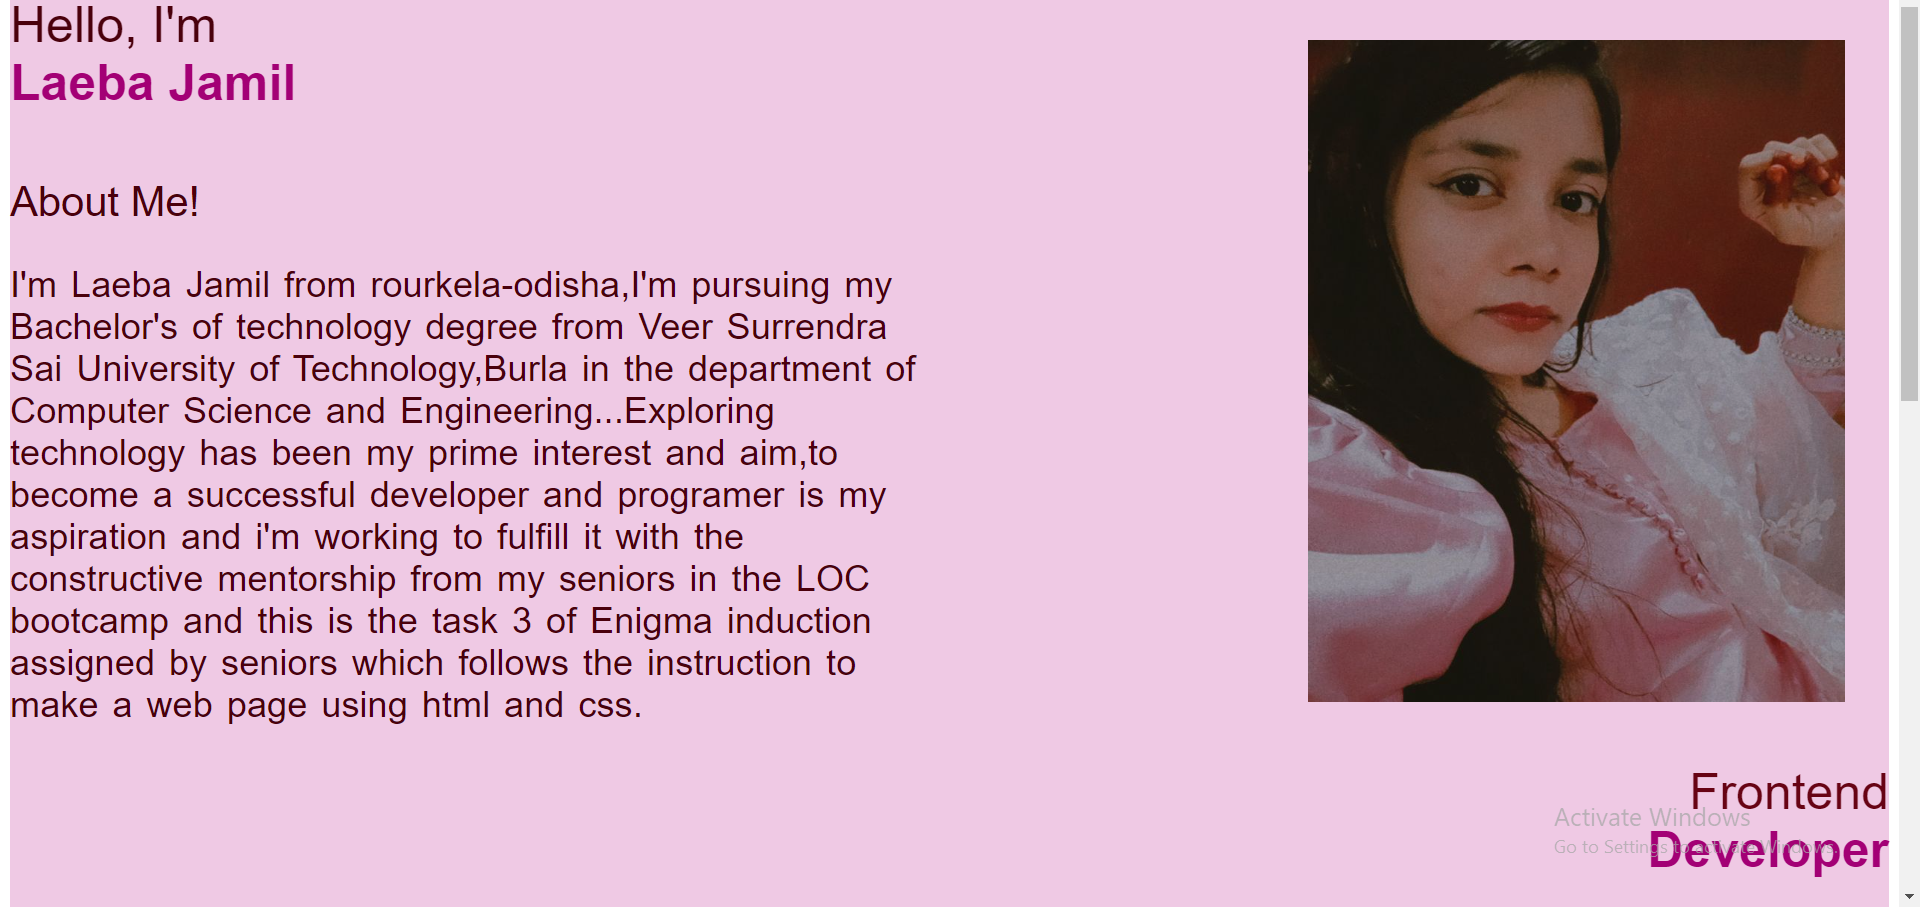 Hello, I'm
Laeba Jamil
About Me!
I'm Laeba Jamil from rourkela-odisha,I'm pursuing my
Bachelor's of technology degree from Veer Surrendra
Sai University of Technology,Burla in the department of
Computer Science and Engineering...Exploring
technology has been my prime interest and aim,to
become a successful developer and programer is my
aspiration and i'm working to fulfill it with the
constructive mentorship from my seniors in the LOC
bootcamp and this is the task 3 of Enigma induction
assigned by seniors which follows the instruction to
make a web page using html and css.
Frontend
Developer
Activate Windows
Go to Settings to activate Windows.